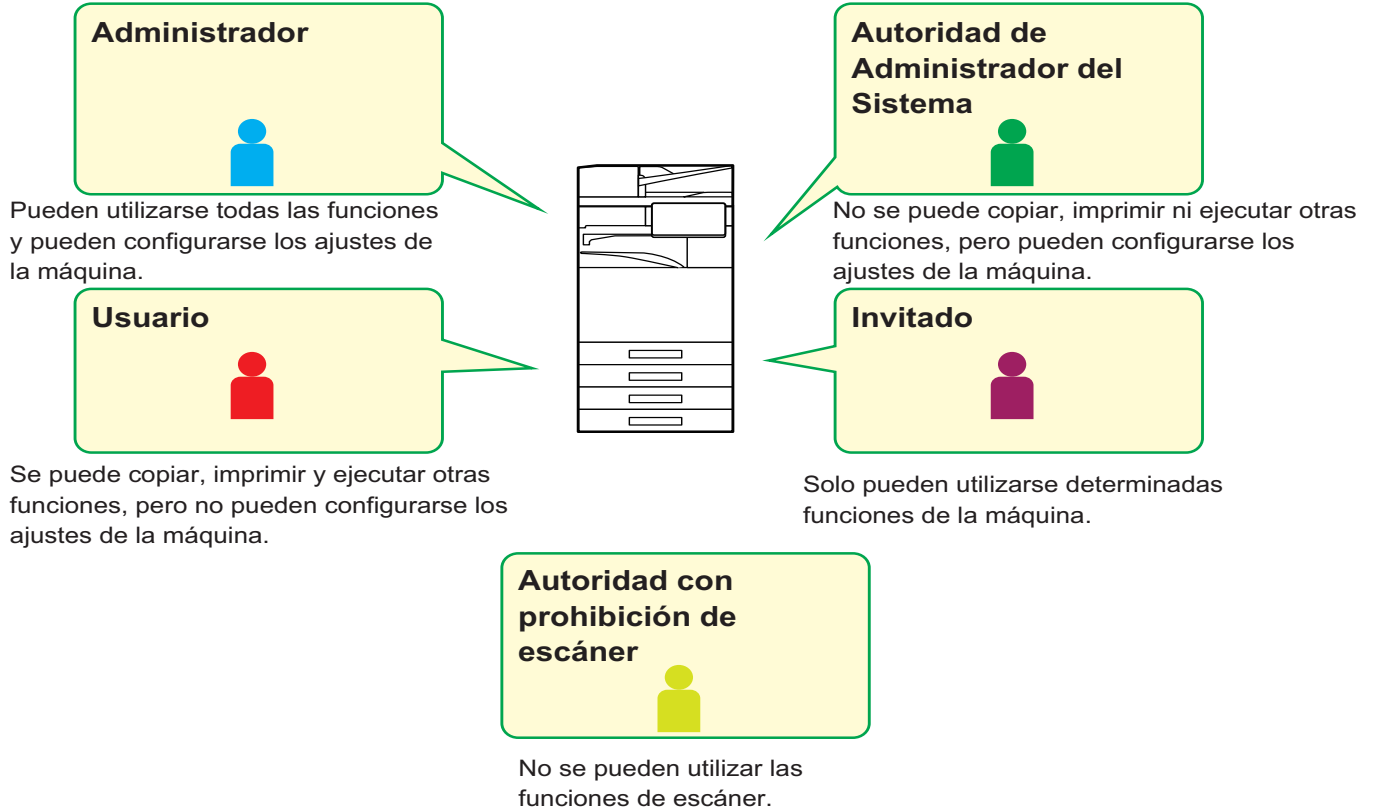 Administrador
Pueden utilizarse todas las funciones
y pueden configurarse los ajustes de
la máquina.
Autoridad de
Administrador del
Sistema
No se puede copiar, imprimir ni ejecutar otras
funciones, pero pueden configurarse los
ajustes de la máquina.
Usuario
Se puede copiar, imprimir y ejecutar otras
funciones, pero no pueden configurarse los
ajustes de la máquina.
Invitado
Solo pueden utilizarse determinadas
funciones de la máquina.
Autoridad con
prohibición de
escáner
No se pueden utilizar las
funciones de escáner.